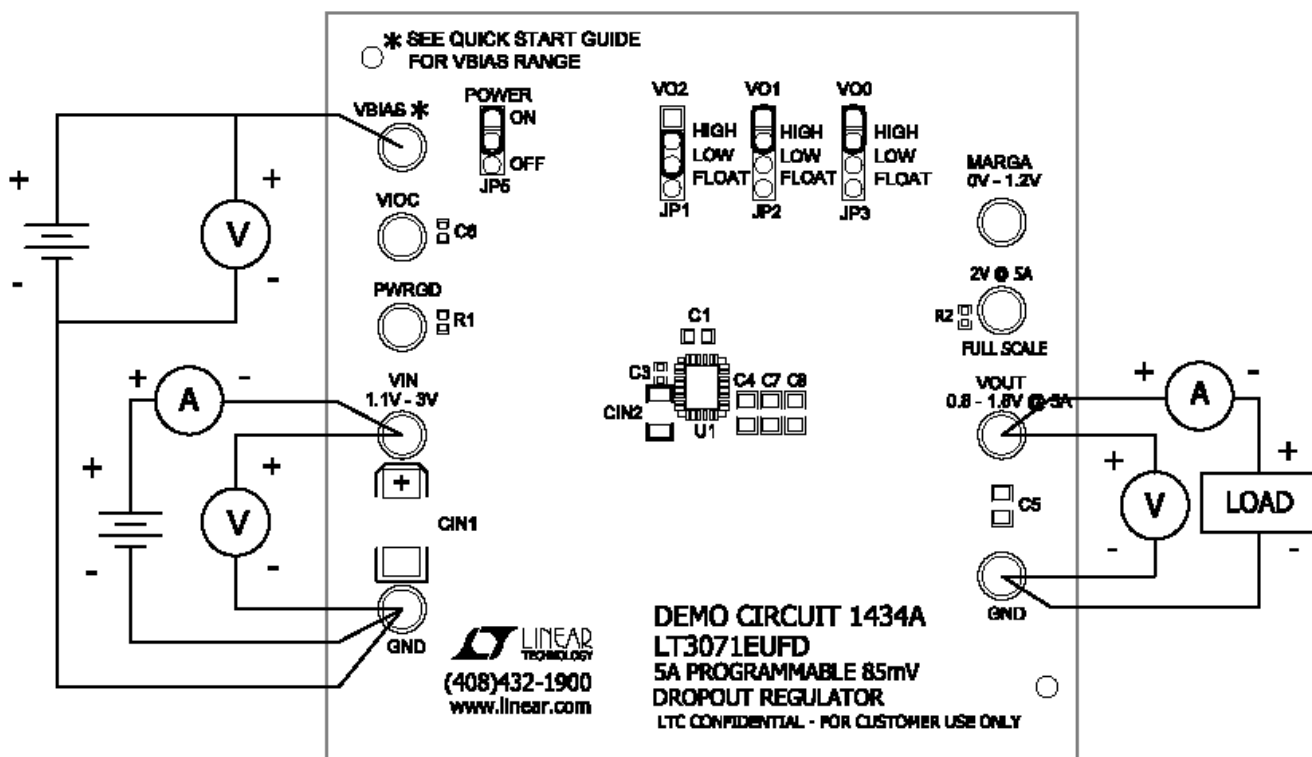 * SEE QUICK START GUIDE
FOR VBIAS RANGE
VBIAS *
POWER
ON
OFF
JP5
VO2
HIGH
LOW
FLOAT
JP1
VO1
HIGH
LOW
FLOAT
JP2
VO0
HIGH
LOW
FLOAT
JP3
MARGA
0V - 1.2V
+
-
+
V
-
VIOC
C6
PWRGD
R1
2V @ 5A
R2
FULL SCALE
C1
C3
CIN2
U1
C4 C7 C8
VIN
1.1V - 3V
+
A
-
+
V
-
+
-
+
CIN1
GND
VOUT
0.8 - 1.8V @ 5A
+
A
-
+
V
-
+
LOAD
-
C5
GND
LINEAR
TECHNOLOGY
(408)432-1900
www.linear.com
DEMO CIRCUIT 1434A
LT3071EUFD
5A PROGRAMMABLE 85mV
DROPOUT REGULATOR
LTC CONFIDENTIAL - FOR CUSTOMER USE ONLY